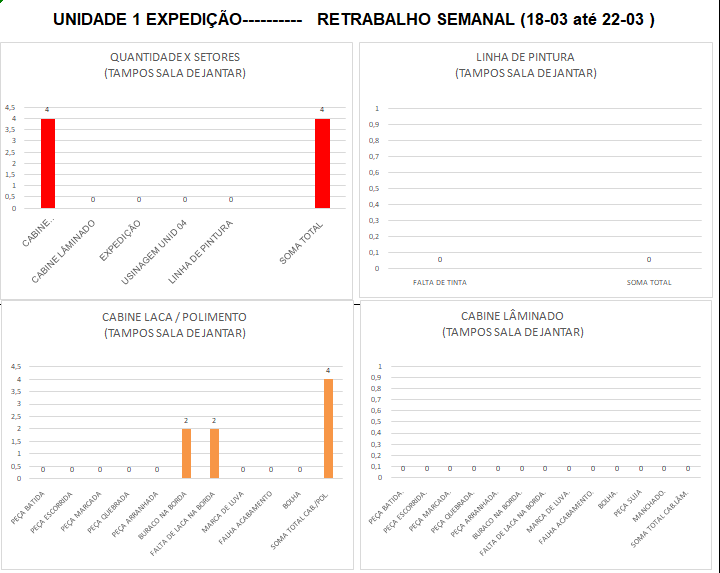 UNIDADE 1 EXPEDIÇÃO---------- RETRABALHO SEMANAL (18-03 até 22-03 )
QUANTIDADE X SETORES
(TAMPOS SALA DE JANTAR)
4,5
4
3,5
3
2,5
2
1,5
1
0,5
0
4
0
0
0
0
4
CABINE...
CABINE LÂMINADO
EXPEDIÇÃO
USINAGEM UNID 04
LINHA DE PINTURA
SOMA TOTAL
LINHA DE PINTURA
(TAMPOS SALA DE JANTAR)
1
0,9
0,8
0,7
0,6
0,5
0,4
0,3
0,2
0,1
0
0
0
FALTA DE TINTA
SOMA TOTAL
CABINE LACA / POLIMENTO
(TAMPOS SALA DE JANTAR)
4,5
4
3,5
3
2,5
2
1,5
1
0,5
0
0
0
0
0
0
2
2
0
0
0
4
PEÇA BATIDA
PEÇA ESCORRIDA
PEÇA MARCADA
PEÇA QUEBRADA
PEÇA ARRANHADA
BURACO NA BORDA
FALTA DE LACA NA BORDA
MARCA DE LUVA
FALHA ACABAMENTO
BOLHA
SOMA TOTAL CAB./POL.
CABINE LÂMINADO
(TAMPOS SALA DE JANTAR)
1
0,9
0,8
0,7
0,6
0,5
0,4
0,3
0,2
0,1
0
0
0
0
0
0
0
0
0
0
0
0
0
0
PEÇA BATIDA.
PEÇA ESCORRIDA.
PEÇA MARCADA.
PEÇA QUEBRADA.
PEÇA ARRANHADA.
BURACO NA BORDA.
FALTA DE LACA NA BORDA.
MARCA DE LUVA.
FALHA ACABAMENTO.
BOLHA.
PEÇA SUJA
MANCHADO.
SOMA TOTAL CAB.LÂM.